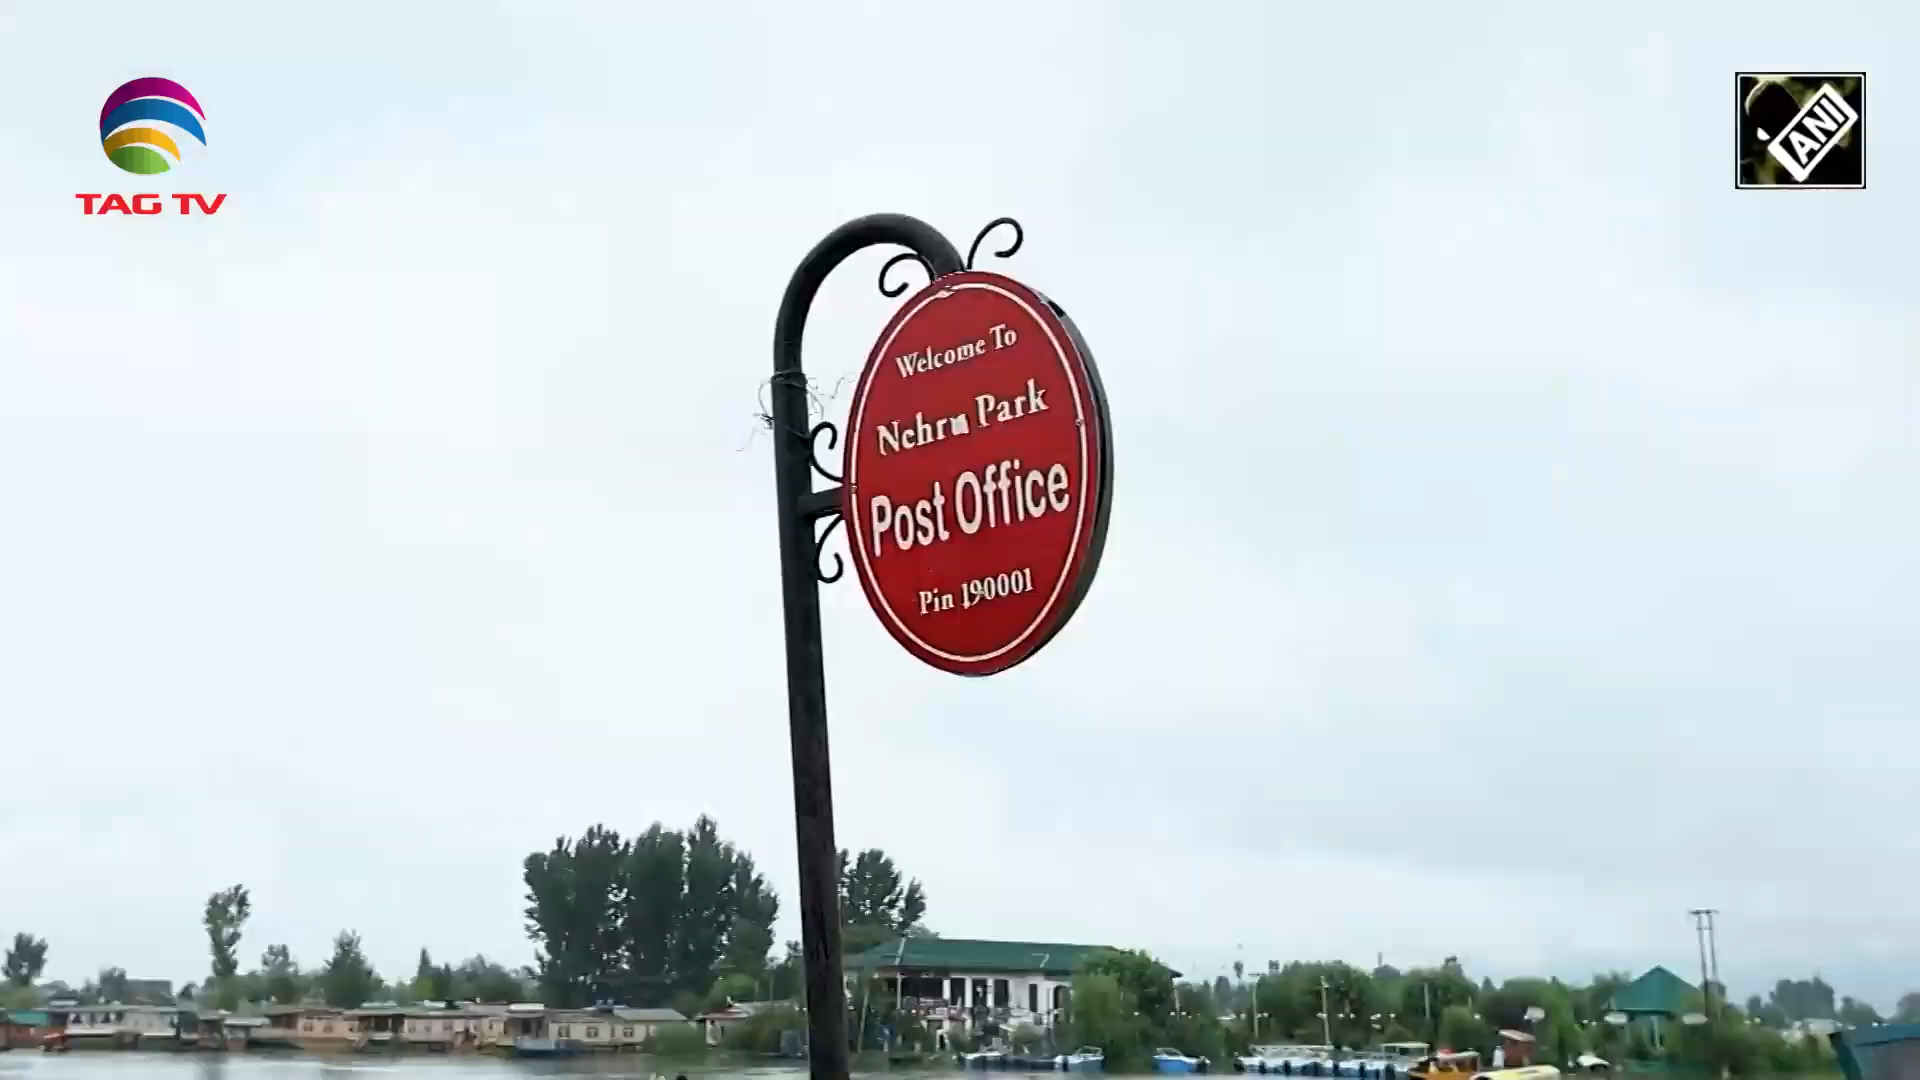 TAG TV
ANI
Welcome To
Nehru Park
Post Office
Pin 190001